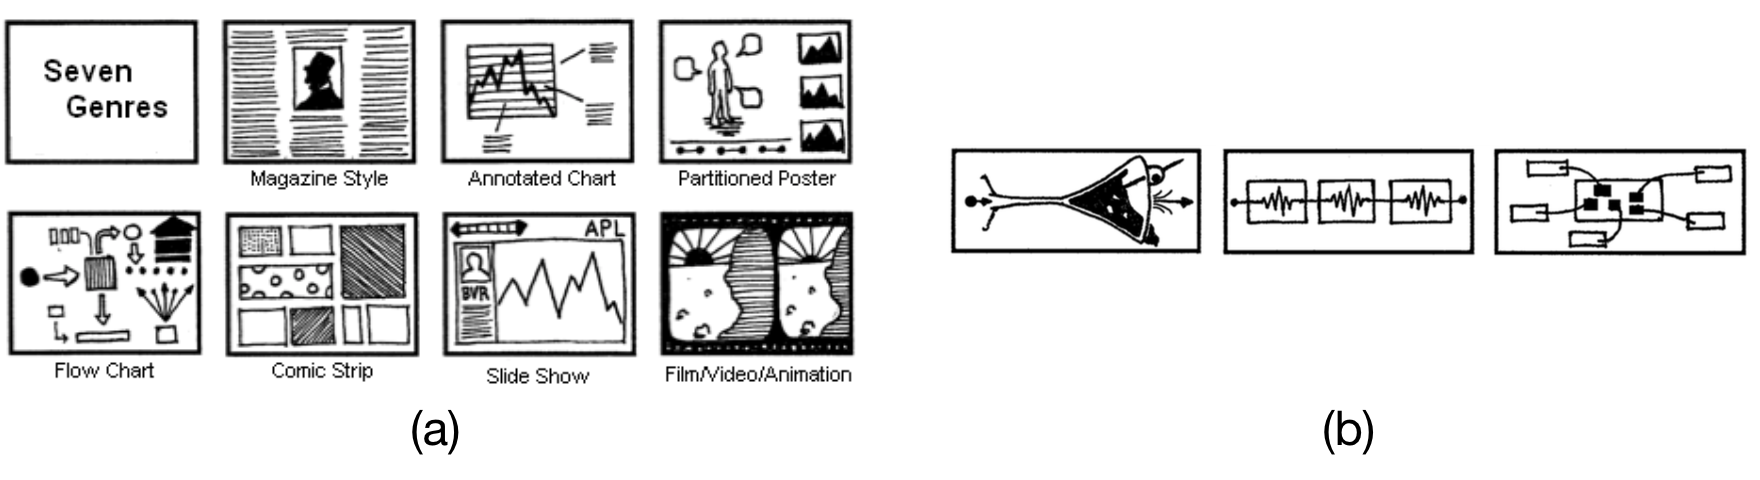 Seven
Genres
Magazine Style
Annotated Chart
Partitioned Poster
Flow Chart
Comic Strip
APL
BVR
Slide Show
Film/Video/Animation
(a)
(b)